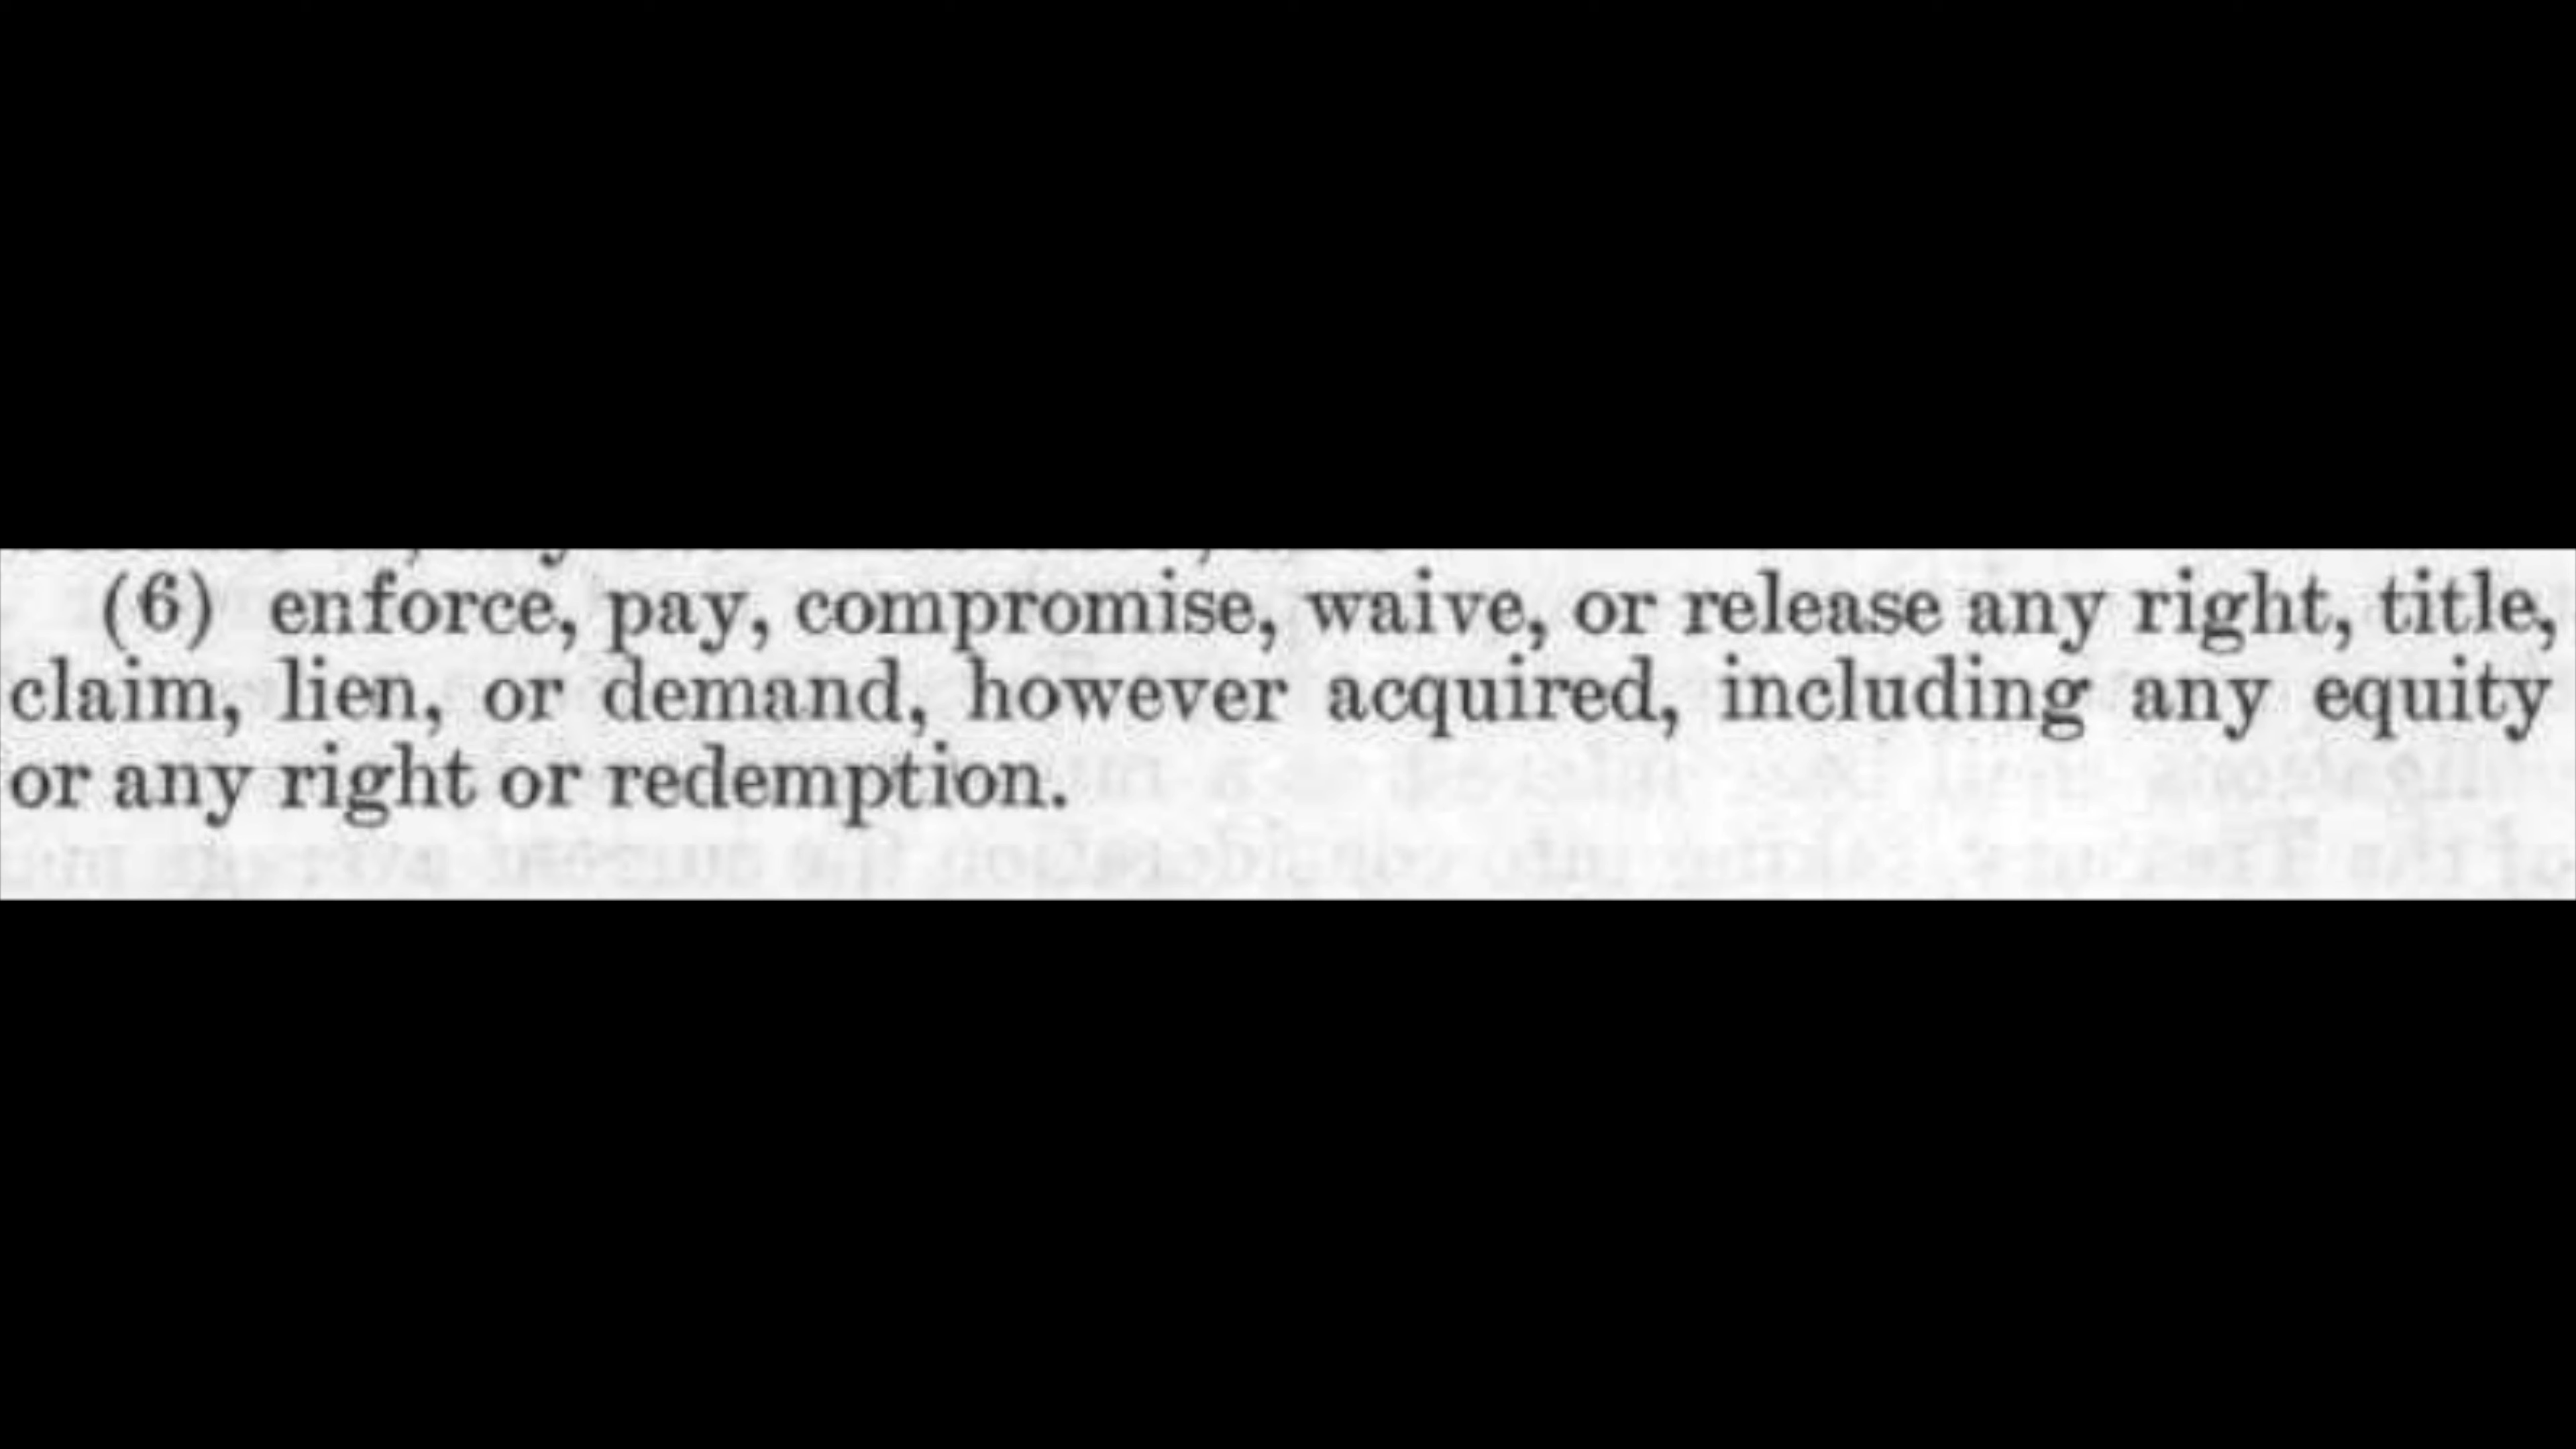 (6) enforce, pay, compromise, waive, or release any right, title,
claim, lien, or demand, however acquired, including any equity
or any right or redemption.